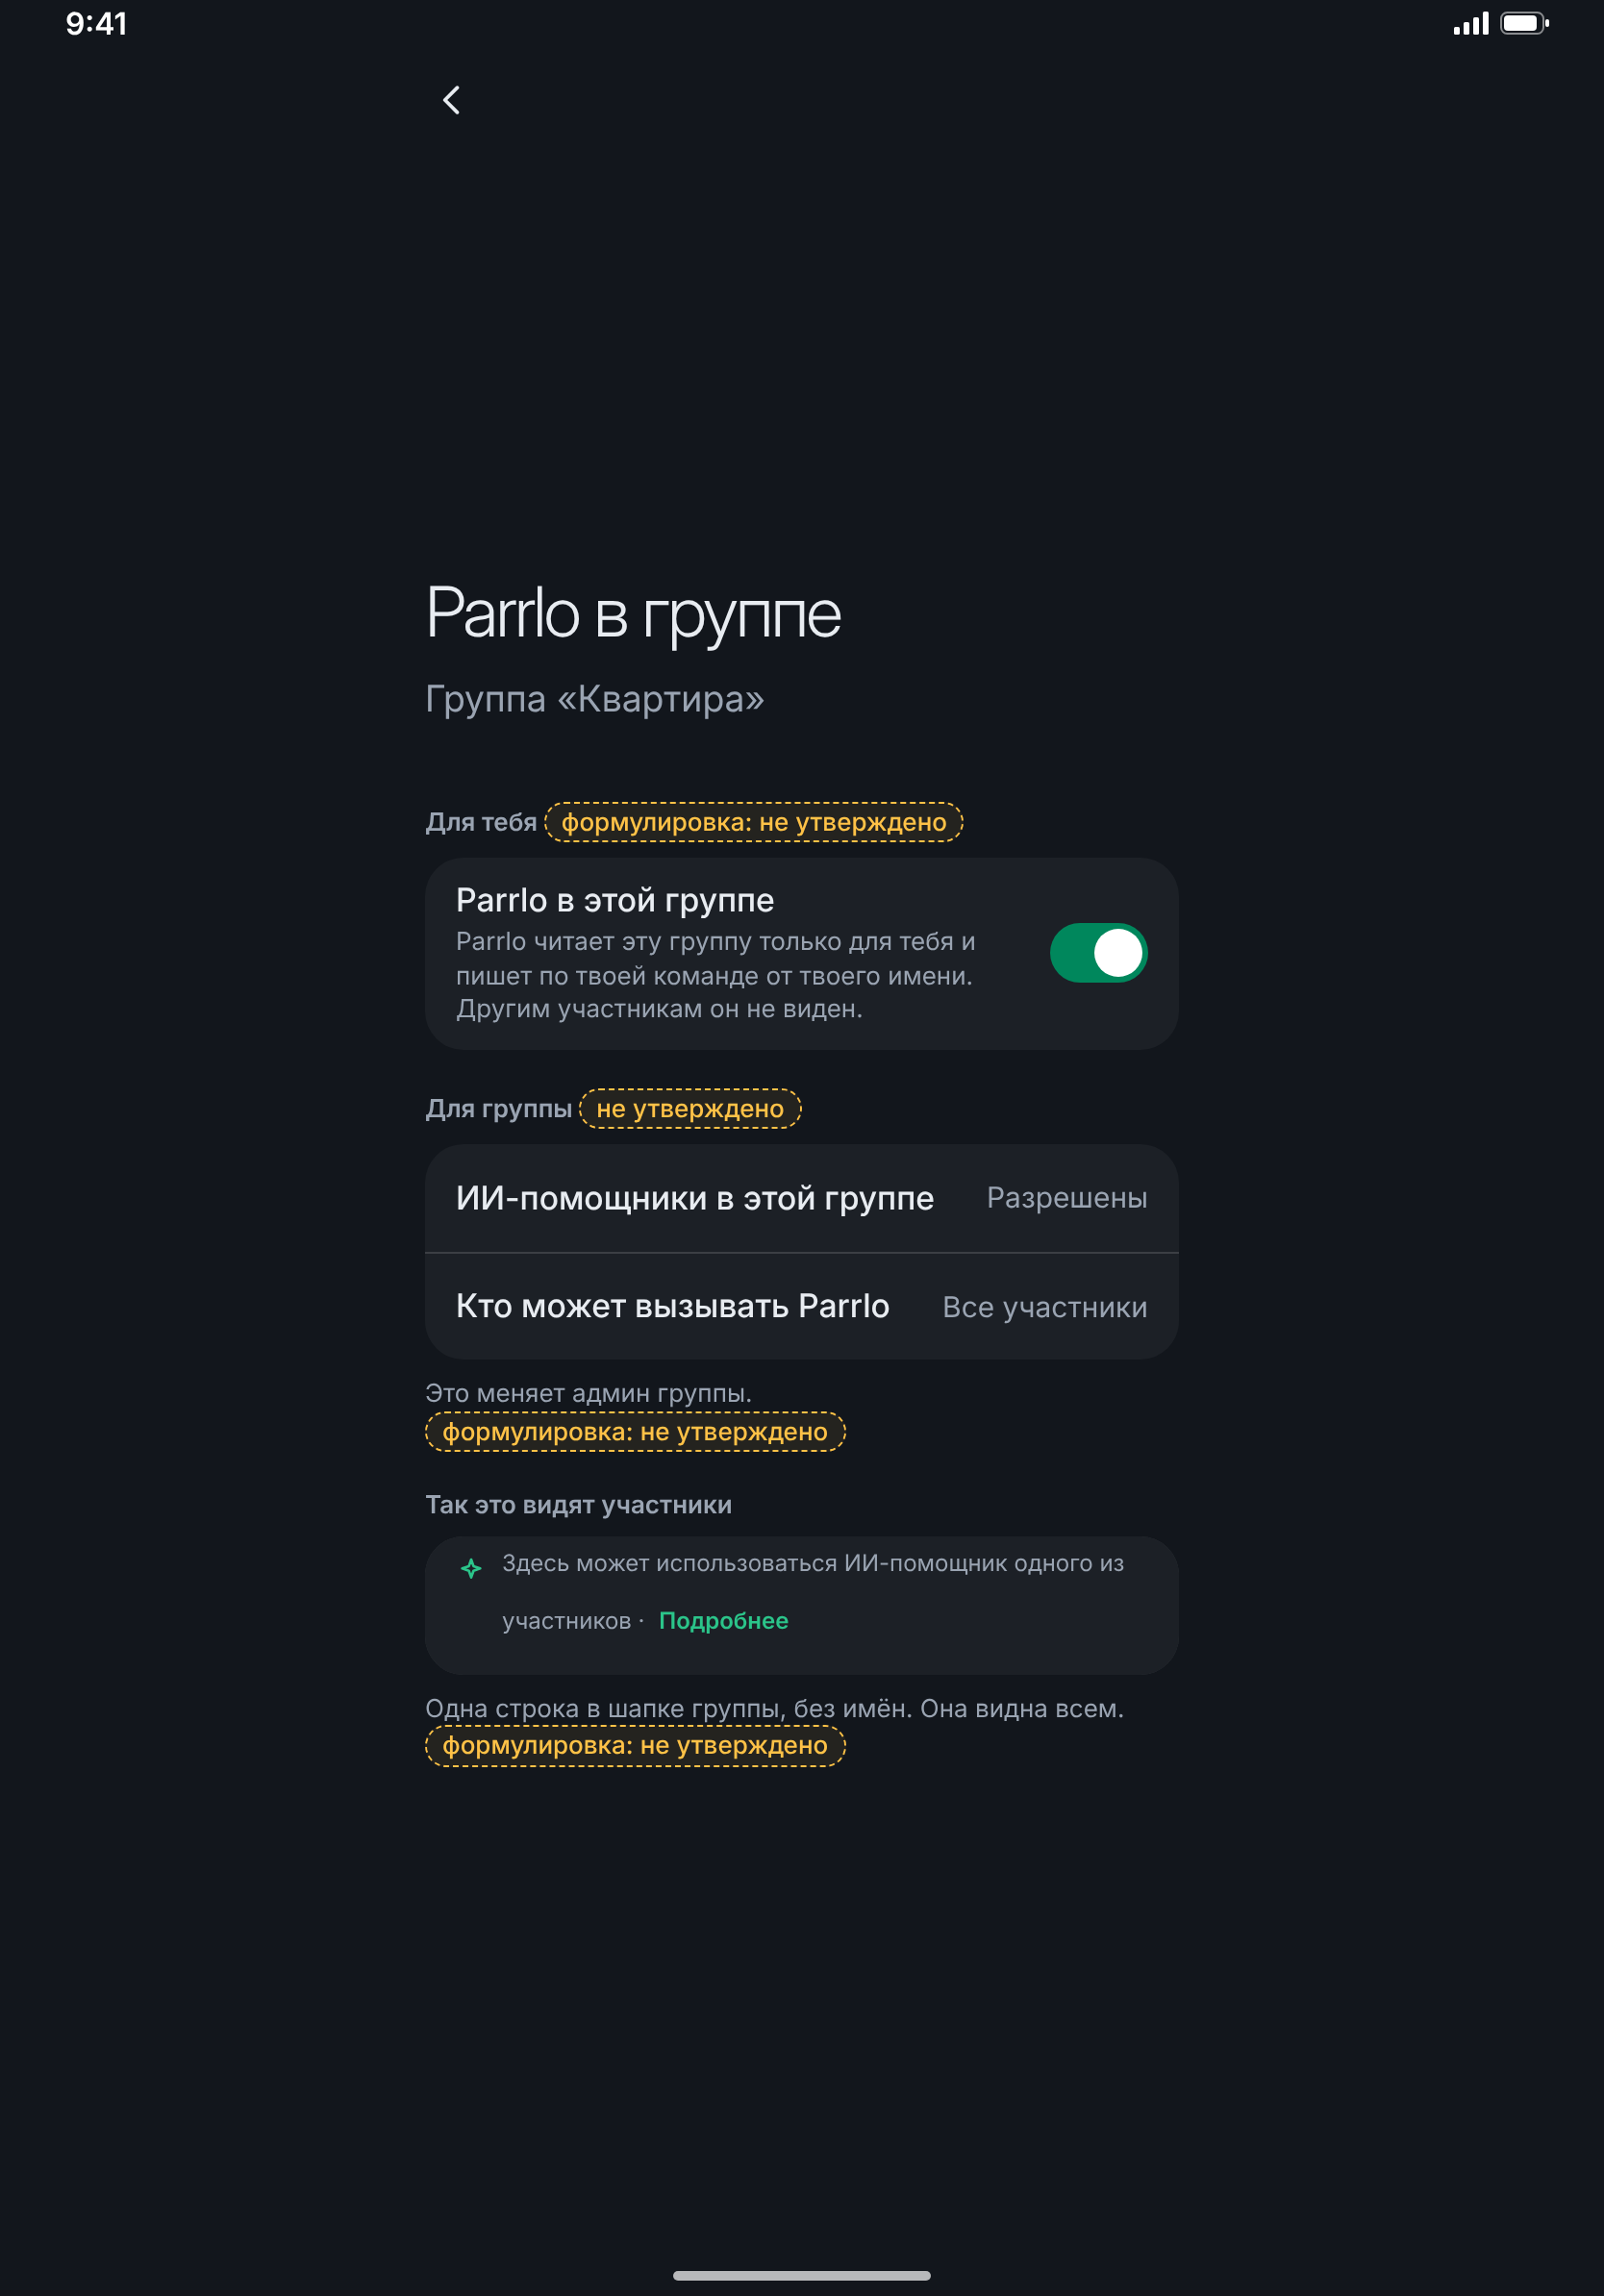 9:41
Parrlo в группе
Группа «Квартира»
Для тебя формулировка: не утверждено
Parrlo в этой группе
Parrlo читает эту группу только для тебя и
пишет по твоей команде от твоего имени.
Другим участникам он не виден.
Для группы не утверждено
ИИ-помощники в этой группе Разрешены
Кто может вызывать Parrlo Все участники
Это меняет админ группы.
формулировка: не утверждено
Так это видят участники
Здесь может использоваться ИИ-помощник одного из
участников · Подробнее
Одна строка в шапке группы, без имён. Она видна всем.
формулировка: не утверждено